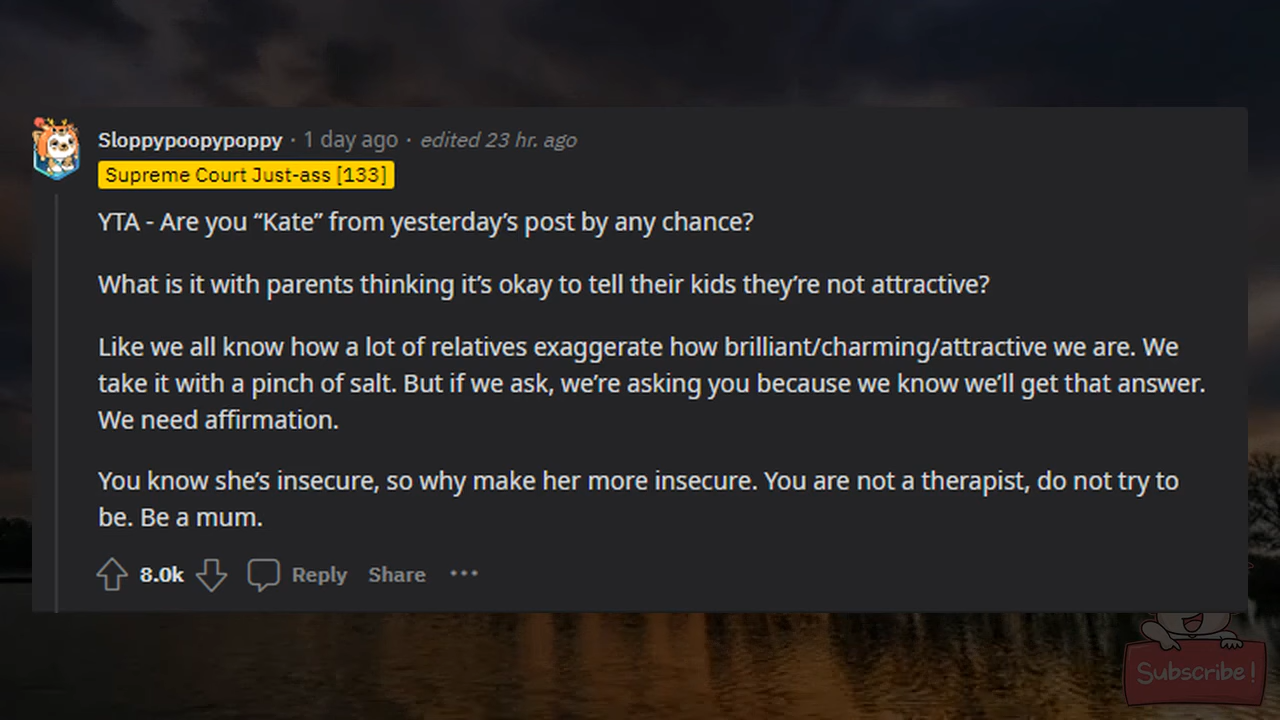 Sloppypoopypoppy · 1 day ago · edited 23 hr. ago
Supreme Court Just-ass [133]
YTA - Are you “Kate” from yesterday’s post by any chance?
What is it with parents thinking it’s okay to tell their kids they’re not attractive?
Like we all know how a lot of relatives exaggerate how brilliant/charming/attractive we are. We
take it with a pinch of salt. But if we ask, we’re asking you because we know we’ll get that answer.
We need affirmation.
You know she’s insecure, so why make her more insecure. You are not a therapist, do not try to
be. Be a mum.
8.0k Reply Share
Subscribe!